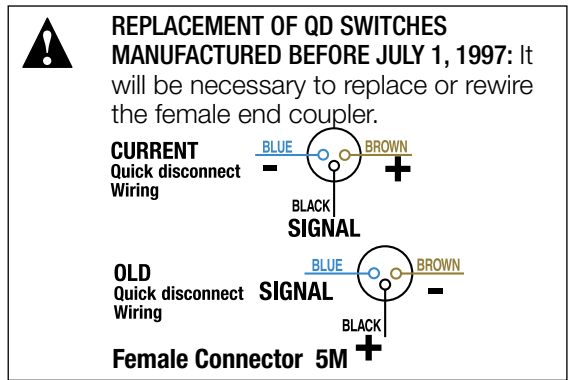 REPLACEMENT OF QD SWITCHES
MANUFACTURED BEFORE JULY 1, 1997: It
will be necessary to replace or rewire
the female end coupler.
CURRENT
Quick disconnect
Wiring
BLUE
-
BROWN
+
BLACK
SIGNAL
OLD
Quick disconnect
Wiring
BLUE
SIGNAL
BROWN
-
BLACK
+
Female Connector 5M